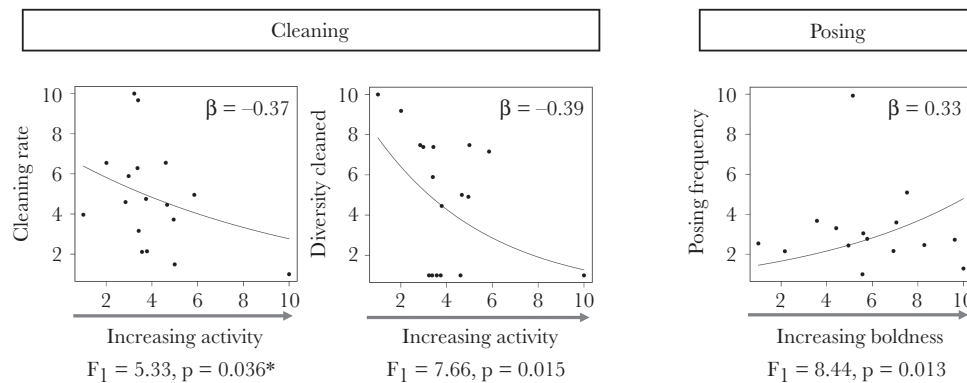 Cleaning
Posing
β = –0.37
β = –0.39
β = 0.33
Cleaning rate
10
8
6
4
2
2 4 6 8 10
Diversity cleaned
10
8
6
4
2
2 4 6 8 10
Posing frequency
10
8
6
4
2
2 4 6 8 10
Increasing activity
Increasing activity
Increasing boldness
F1 = 5.33, p = 0.036*
F1 = 7.66, p = 0.015
F1 = 8.44, p = 0.013